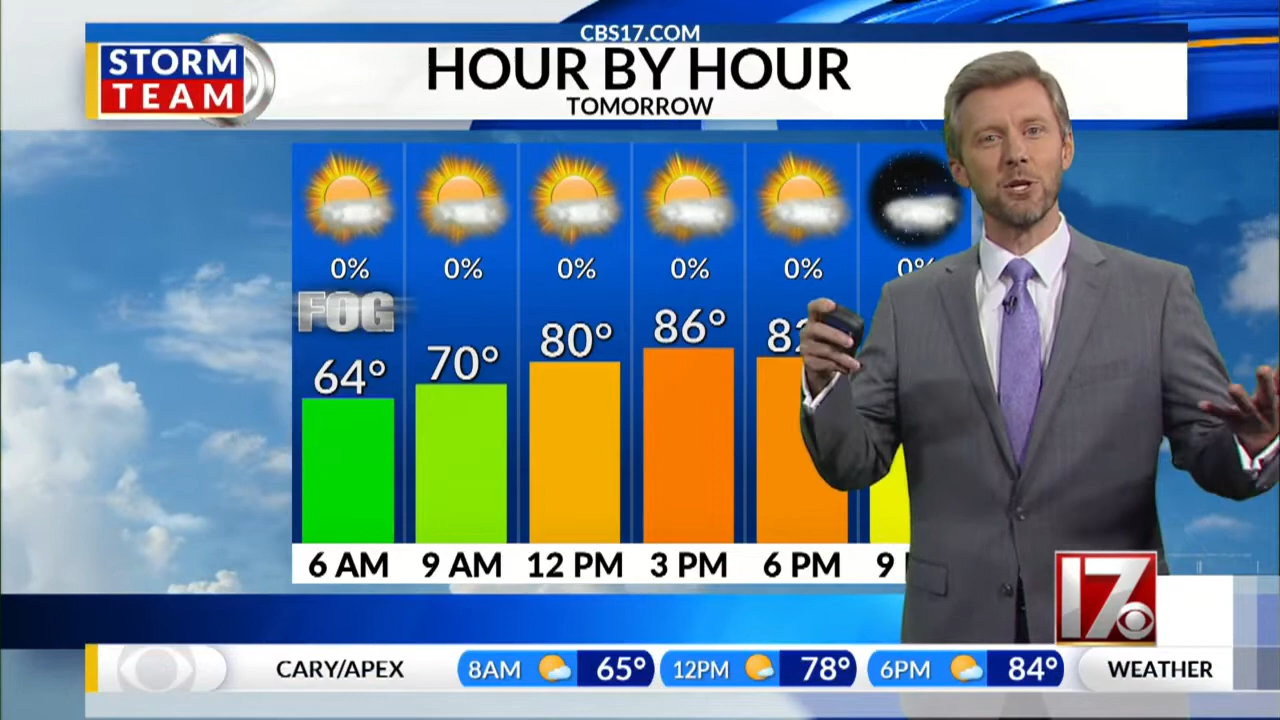 CBS17.COM
STORM
TEAM
HOUR BY HOUR
TOMORROW
0% 0% 0% 0% 0%
FOG
64° 70° 80° 86°
6 AM 9 AM 12 PM 3 PM 6 PM 9
17
CARY/APEX 8AM 65° 12PM 78° 6PM 84° WEATHER